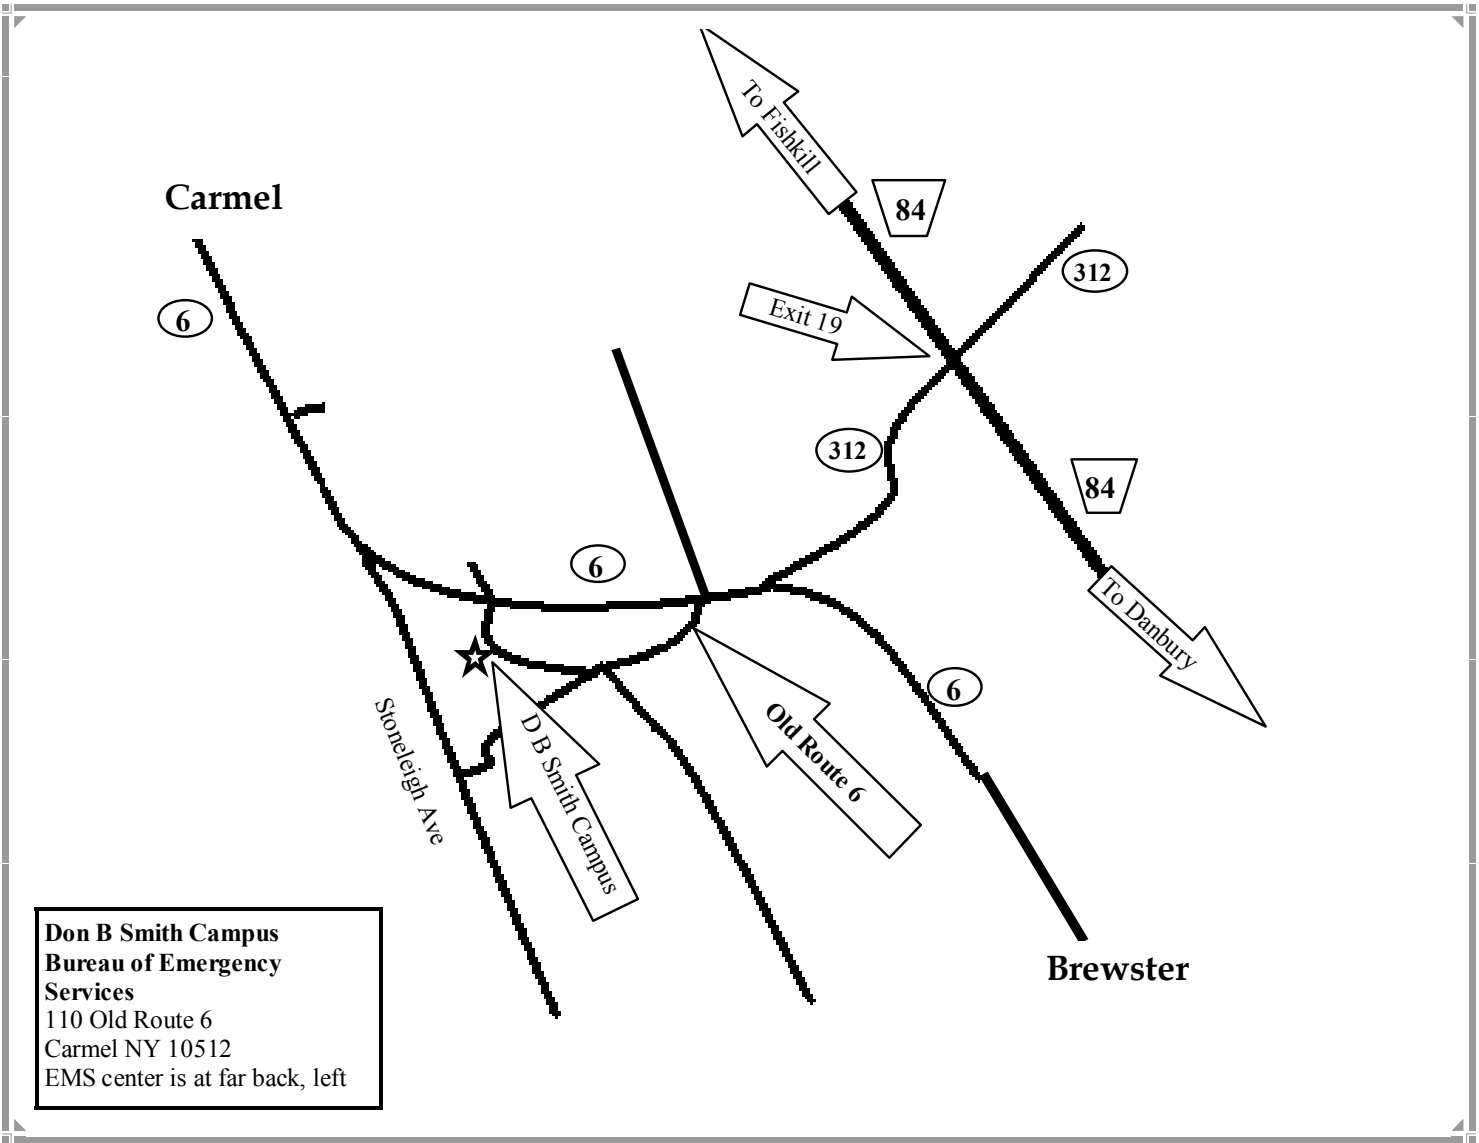 To Fishkill
Carmel
84
312
6
Exit 19
312
84
6
To Danbury
6
Stoneleigh Ave
D B Smith Campus
Old Route 6
Brewster
Don B Smith Campus
Bureau of Emergency
Services
110 Old Route 6
Carmel NY 10512
EMS center is at far back, left